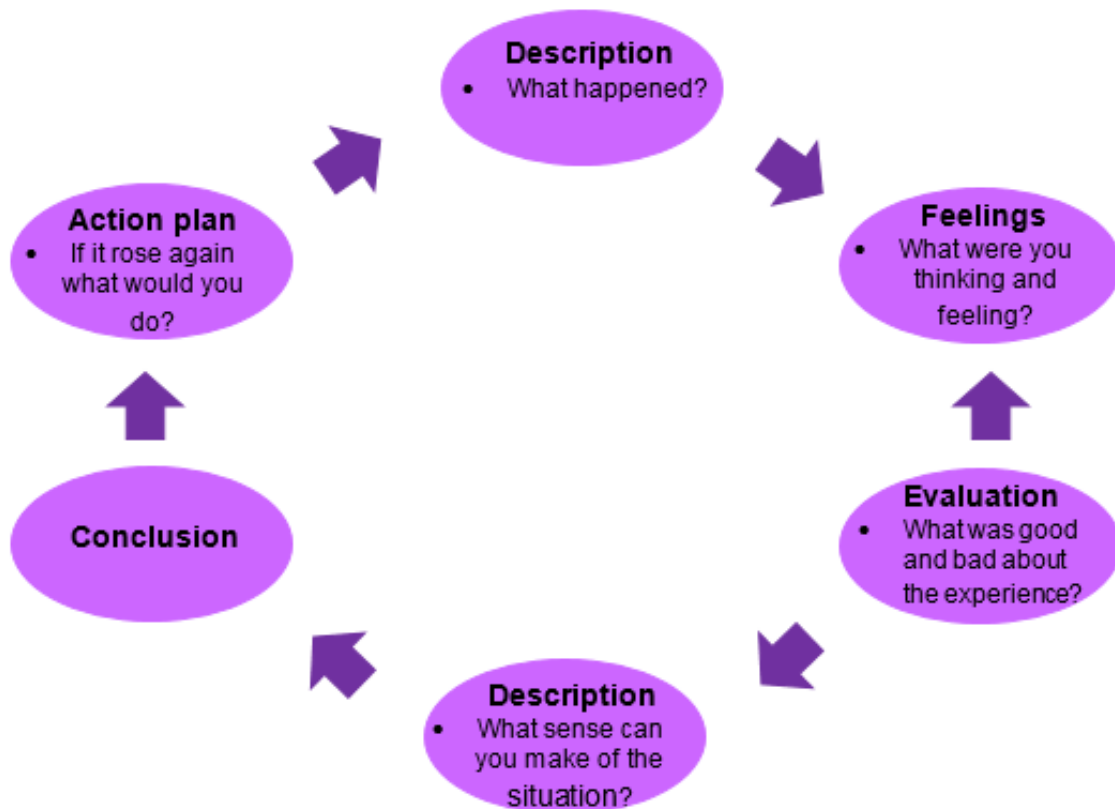 Description
• What happened?
Feelings
• What were you
thinking and
feeling?
Evaluation
• What was good
and bad about
the experience?
Description
• What sense can
you make of the
situation?
Conclusion
Action plan
• If it rose again
what would you
do?